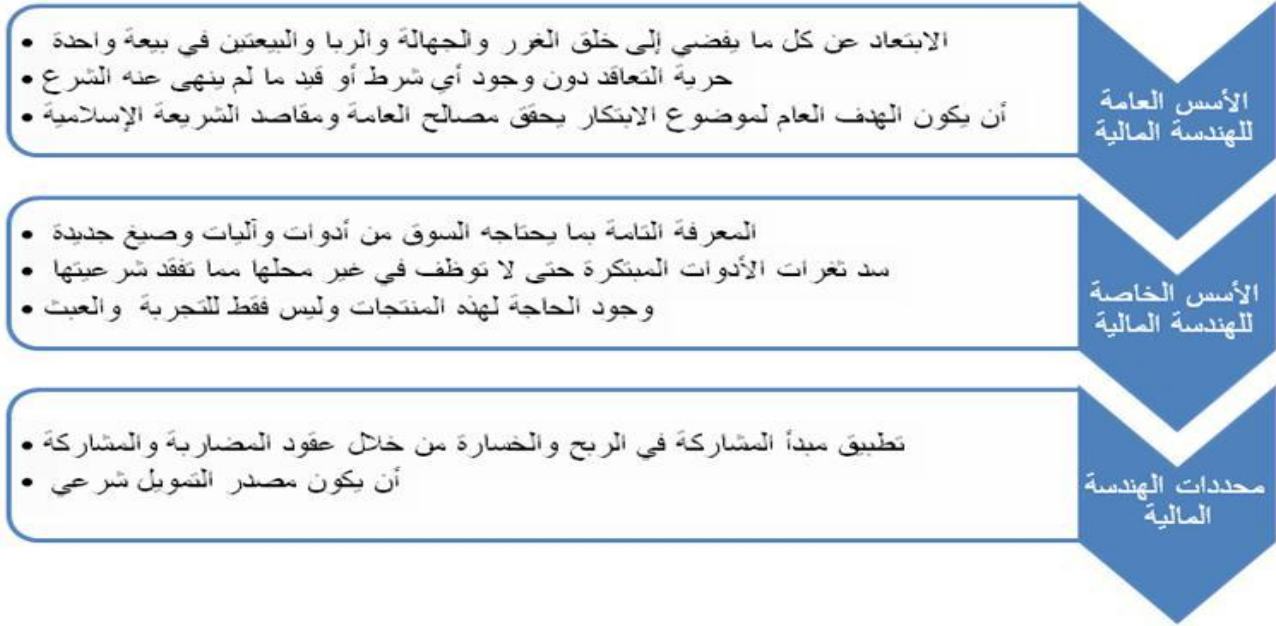 الأسس العامة
للهندسة المالية
• الابتعاد عن كل ما يفضي إلى خلق الغرر والجهالة والربا والبيعتين في بيعة واحدة
• حرية التعاقد دون وجود أي شرط أو قيد ما لم ينهى عنه الشرع
• أن يكون الهدف العام لموضوع الابتكار يحقق مصالح العامة ومقاصد الشريعة الإسلامية
الأسس الخاصة
للهندسة المالية
• المعرفة التامة بما يحتاجه السوق من أدوات وآليات وصيغ جديدة
• سد ثغرات الأدوات المبتكرة حتى لا توظف في غير محلها مما تفقد شرعيتها
• وجود الحاجة لهذه المنتجات وليس فقط للتجربة والعبث
محددات الهندسة
المالية
• تطبيق مبدأ المشاركة في الربح والخسارة من خلال عقود المضاربة والمشاركة
• أن يكون مصدر التمويل شرعي